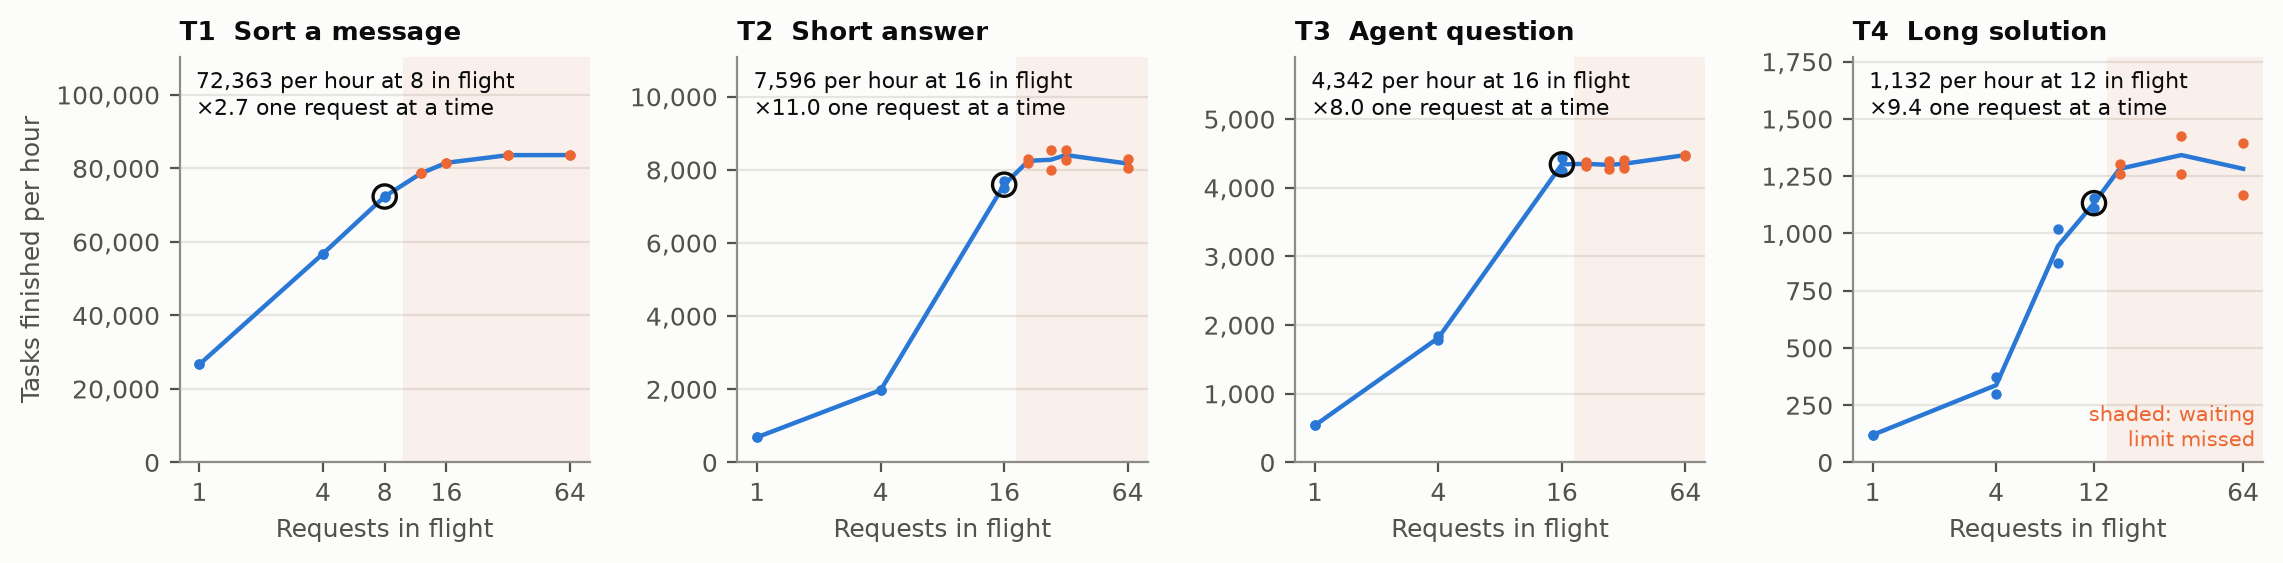 T1 Sort a message
72,363 per hour at 8 in flight
×2.7 one request at a time
Tasks finished per hour
100,000
80,000
60,000
40,000
20,000
0
1 4 8 16 64
Requests in flight
T2 Short answer
7,596 per hour at 16 in flight
×11.0 one request at a time
10,000
8,000
6,000
4,000
2,000
0
1 4 16 64
Requests in flight
T3 Agent question
4,342 per hour at 16 in flight
×8.0 one request at a time
5,000
4,000
3,000
2,000
1,000
0
1 4 16 64
Requests in flight
T4 Long solution
1,132 per hour at 12 in flight
×9.4 one request at a time
1,750
1,500
1,250
1,000
750
500
250
0
shaded: waiting
limit missed
1 4 12 64
Requests in flight